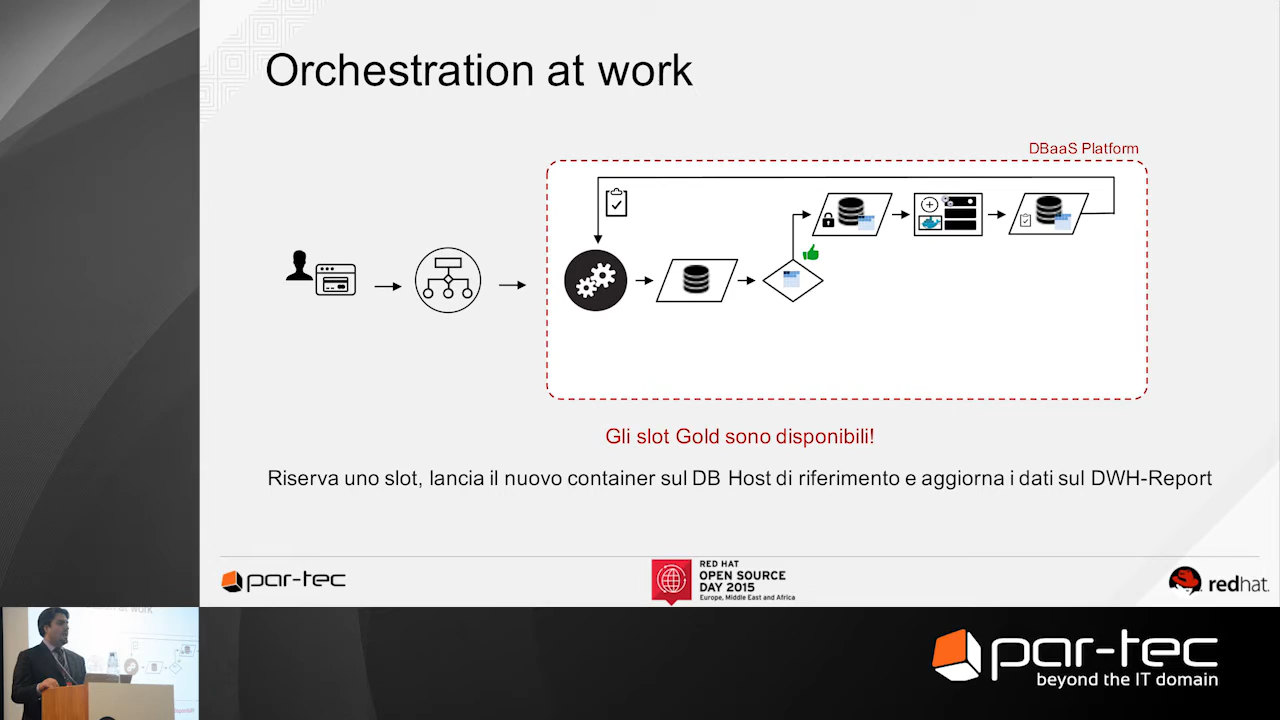 Orchestration at work
DBaaS Platform
Gli slot Gold sono disponibili!
Riserva uno slot, lancia il nuovo container sul DB Host di riferimento e aggiorna i dati sul DWH-Report
par-tec
RED HAT
OPEN SOURCE
DAY 2015
Europe, Middle East and Africa
redhat.
par-tec
beyond the IT domain